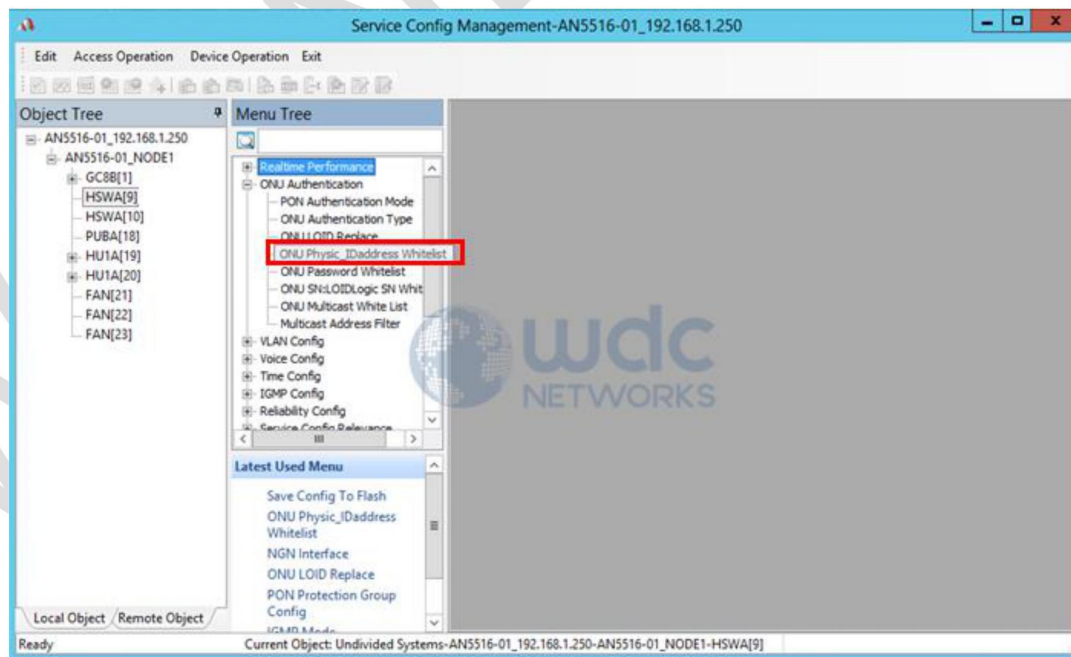 Service Config Management-AN5516-01_192.168.1.250
Edit Access Operation Device Operation Exit
Object Tree
AN5516-01_192.168.1.250
AN5516-01_NODE1
GC8B[1]
HSWA[9]
HSWA[10]
PUBA[18]
HU1A[19]
HU1A[20]
FAN[21]
FAN[22]
FAN[23]
Local Object Remote Object
Menu Tree
Realtime Performance
ONU Authentication
PON Authentication Mode
ONU Authentication Type
ONU LOID Replace
ONU Physic_IDaddress Whitelist
ONU Password Whitelist
ONU SN:LOIDLogic SN Whit
ONU Multicast White List
Multicast Address Filter
VLAN Config
Voice Config
Time Config
IGMP Config
Reliability Config
Service Config Relevance
Latest Used Menu
Save Config To Flash
ONU Physic_IDaddress
Whitelist
NGN Interface
ONU LOID Replace
PON Protection Group
Config
IGMP Mode
wdc
NETWORKS
Ready
Current Object: Undivided Systems-AN5516-01_192.168.1.250-AN5516-01_NODE1-HSWA[9]